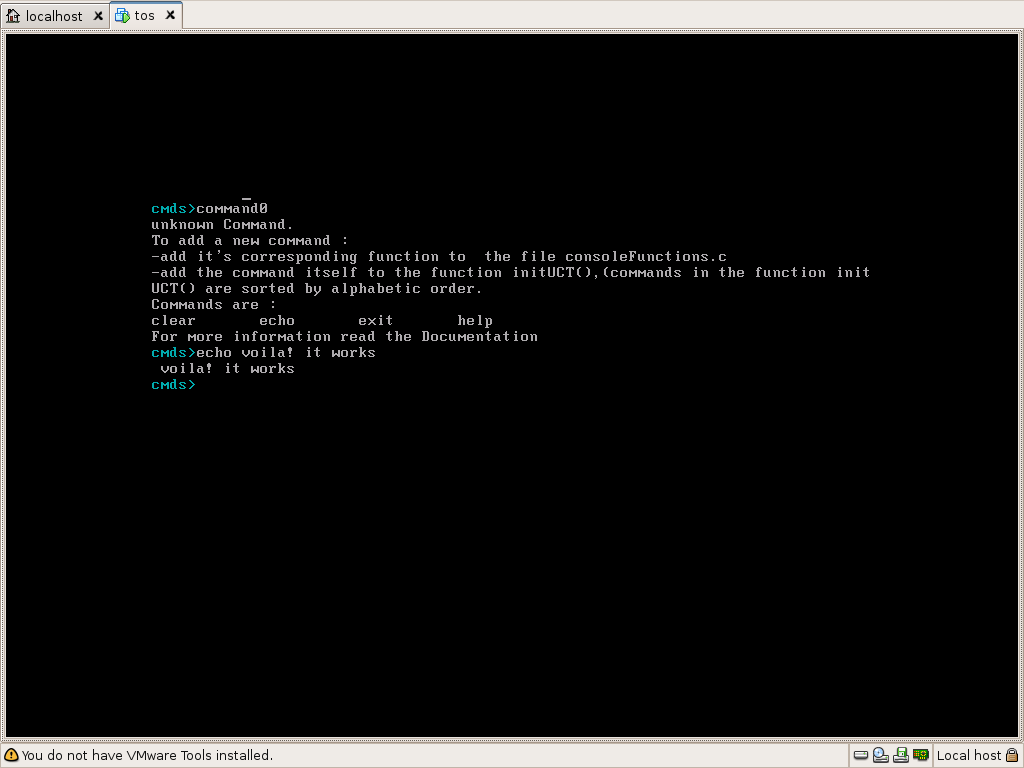 localhost
tos
cmds>command0
unknown Command.
To add a new command :
-add it's corresponding function to  the file consoleFunctions.c
-add the command itself to the function initUCT(),(commands in the function init
UCT() are sorted by alphabetic order.
Commands are :
clear       echo       exit       help
For more information read the Documentation
cmds>echo voila! it works
 voila! it works
cmds>
You do not have VMware Tools installed.
Local host